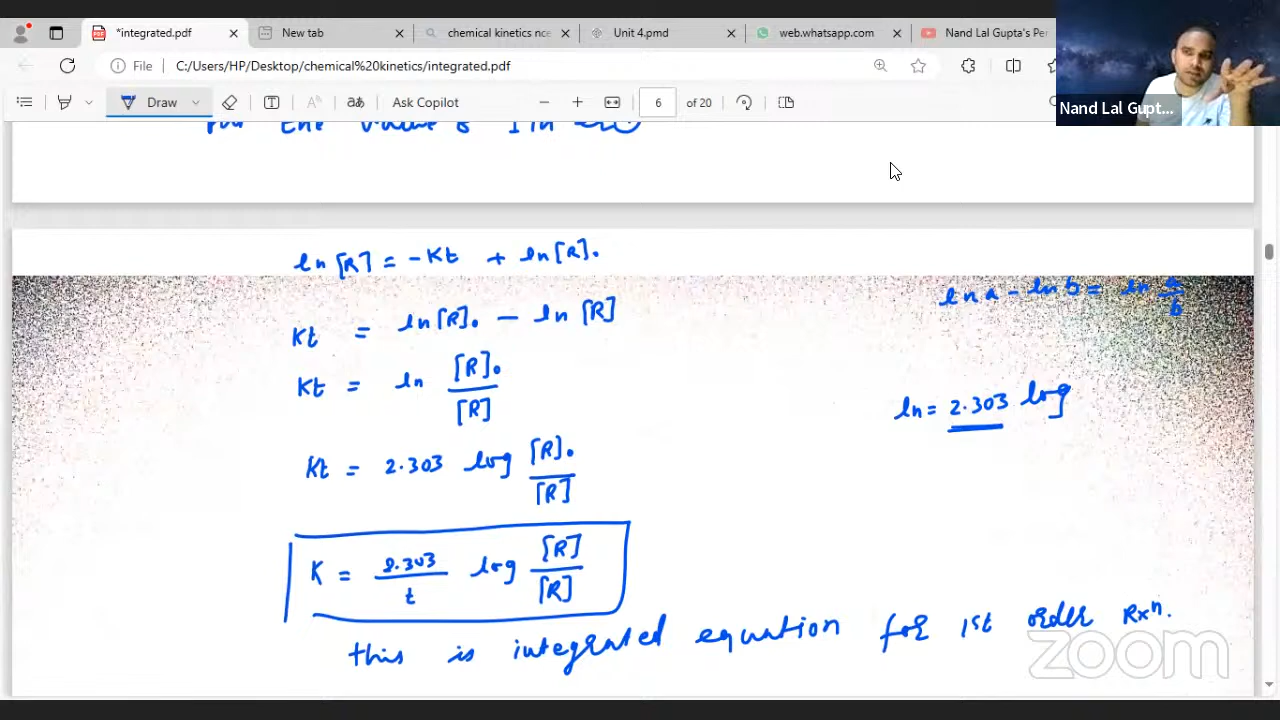 *integrated.pdf
New tab
chemical kinetics nce
Unit 4.pmd
web.whatsapp.com
Nand Lal Gupta's Pe
File
C:/Users/HP/Desktop/chemical%20kinetics/integrated.pdf
Draw
Ask Copilot
6 of 20
Nand Lal Gupt...
ln [R] = -Kt + ln [R]₀
Kt = ln [R]₀ - ln [R]
ln a - ln b = ln a/b
Kt = ln [R]₀/[R]
ln = 2.303 log
Kt = 2.303 log [R]₀/[R]
K = 2.303/t log [R]/[R]
this is integrated equation for 1st order Rxn.
zoom